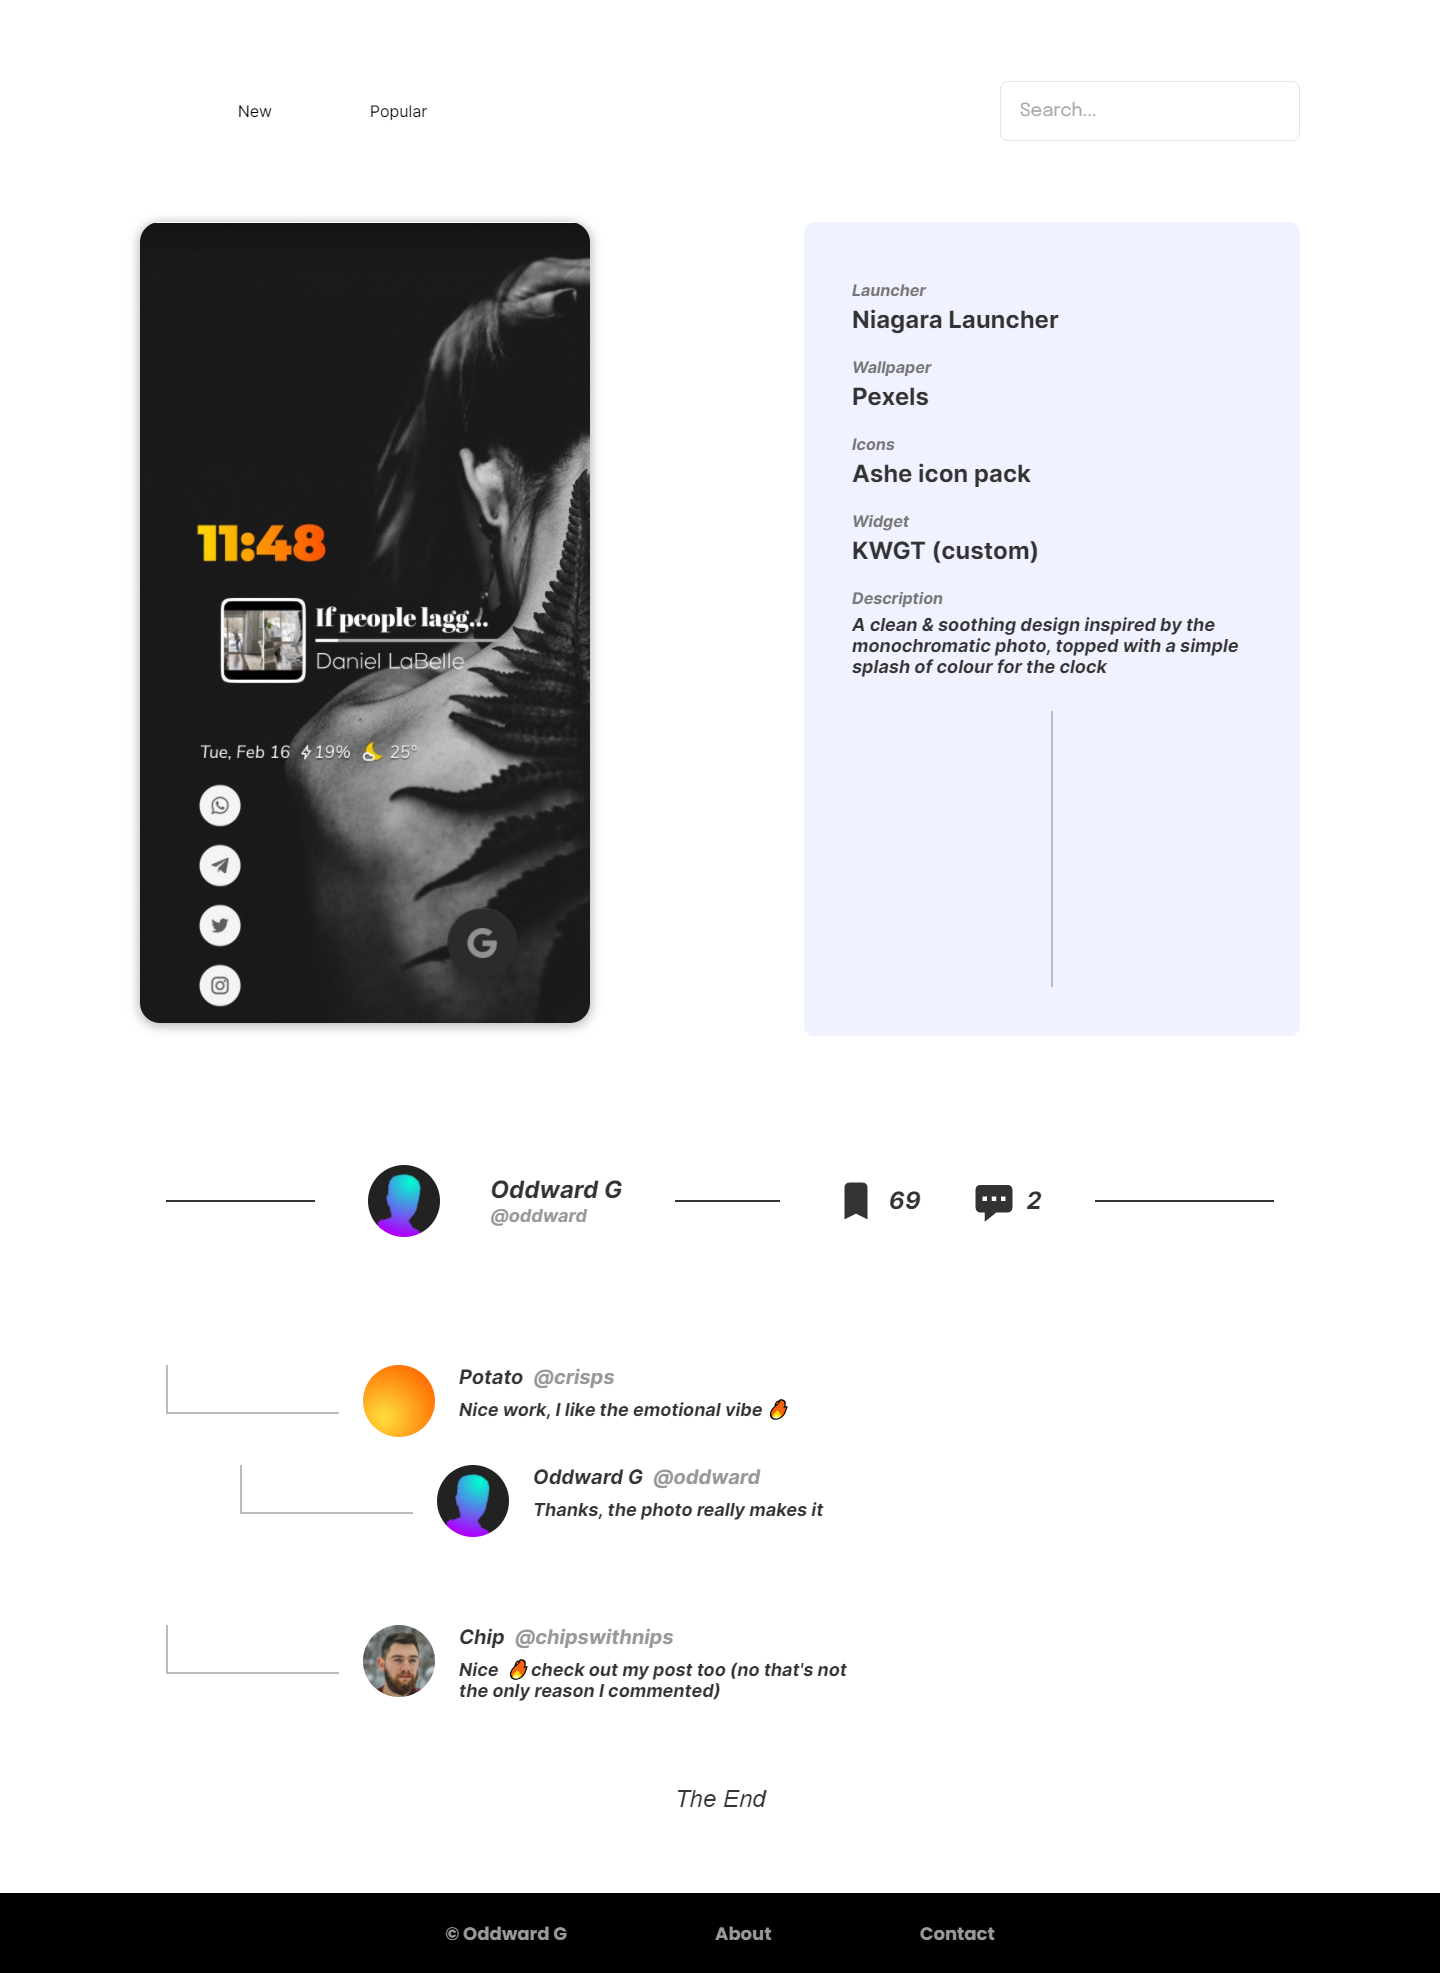 New
Popular
Search...
11:48
If people lagg...
Daniel LaBelle
Tue, Feb 16 19% 25°
G
Launcher
Niagara Launcher
Wallpaper
Pexels
Icons
Ashe icon pack
Widget
KWGT (custom)
Description
A clean & soothing design inspired by the
monochromatic photo, topped with a simple
splash of colour for the clock
Oddward G
@oddward
69
2
Potato @crisps
Nice work, I like the emotional vibe 🔥
Oddward G @oddward
Thanks, the photo really makes it
Chip @chipswithnips
Nice 🔥 check out my post too (no that's not
the only reason I commented)
The End
© Oddward G
About
Contact